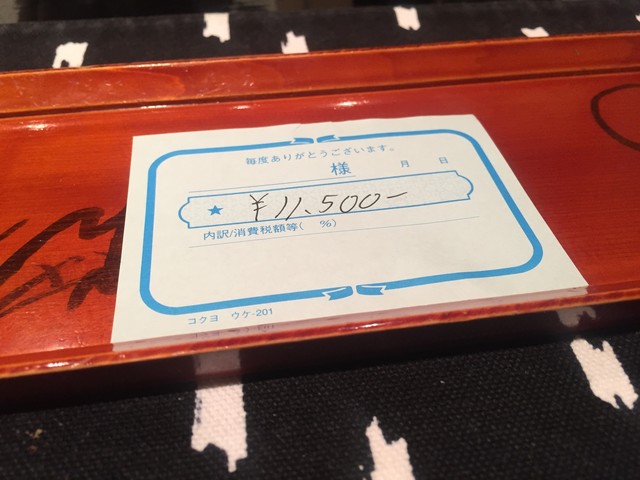 毎度ありがとうございます。
様 月 日
★ ¥11,500-
内訳/消費税額等( %)
コクヨ ウケ-201